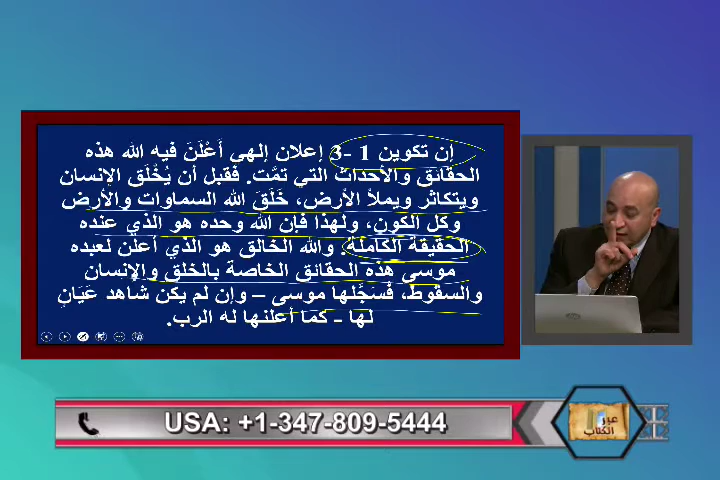 إن تكوين 1 -3 إعلان إلهي أَعْلَنَ فيه الله هذه
الحقائق والأحداث التي تمَّت. فقبل أن يُخْلَق الإنسان
ويتكاثر ويملأ الأرض، خَلَقَ الله السماوات والأرض
وكل الكون، ولهذا فإن الله وحده هو الذي عنده
الحقيقة الكاملة. والله الخالق هو الذي أعلن لعبده
موسى هذه الحقائق الخاصة بالخلق والإنسان
والسقوط، فسَجَّلها موسى – وإن لم يكن شاهد عَيَانٍ
لها - كما أعلنها له الرب.
USA: +1-347-809-5444
عبر
الكتاب